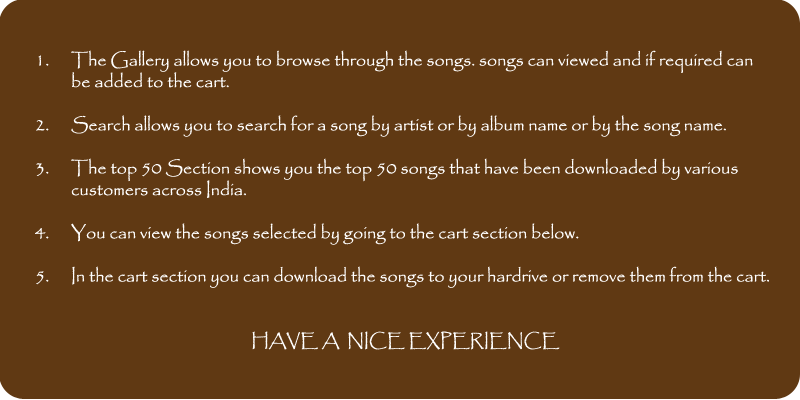 1. The Gallery allows you to browse through the songs. songs can viewed and if required can
be added to the cart.
2. Search allows you to search for a song by artist or by album name or by the song name.
3. The top 50 Section shows you the top 50 songs that have been downloaded by various
customers across India.
4. You can view the songs selected by going to the cart section below.
5. In the cart section you can download the songs to your hardrive or remove them from the cart.
HAVE A NICE EXPERIENCE